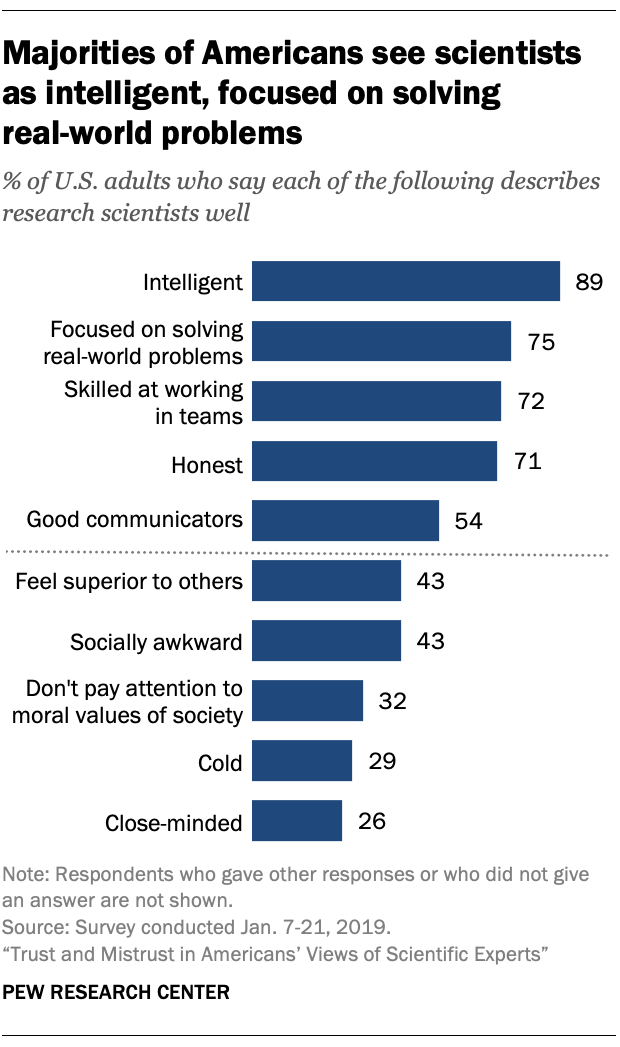 Majorities of Americans see scientists
as intelligent, focused on solving
real-world problems
% of U.S. adults who say each of the following describes
research scientists well
Intelligent 89
Focused on solving
real-world problems 75
Skilled at working
in teams 72
Honest 71
Good communicators 54
Feel superior to others 43
Socially awkward 43
Don't pay attention to
moral values of society 32
Cold 29
Close-minded 26
Note: Respondents who gave other responses or who did not give
an answer are not shown.
Source: Survey conducted Jan. 7-21, 2019.
“Trust and Mistrust in Americans’ Views of Scientific Experts”
PEW RESEARCH CENTER